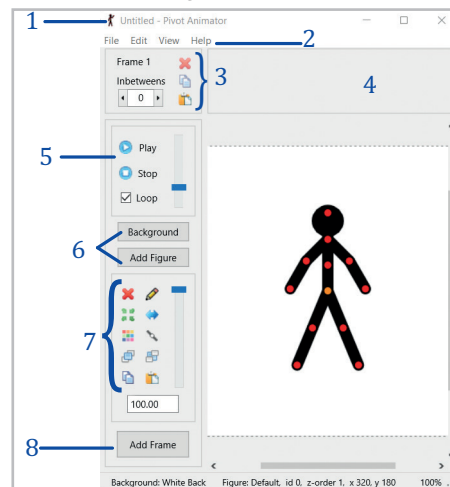 1 Untitled - Pivot Animator
File Edit View Help 2
Frame 1
Inbetweens 3
0
4
5 Play
Stop
Loop
Background
6
Add Figure
7
100.00
8 Add Frame
Background: White Back Figure: Default, id 0, z-order 1, x 320, y 180 100%